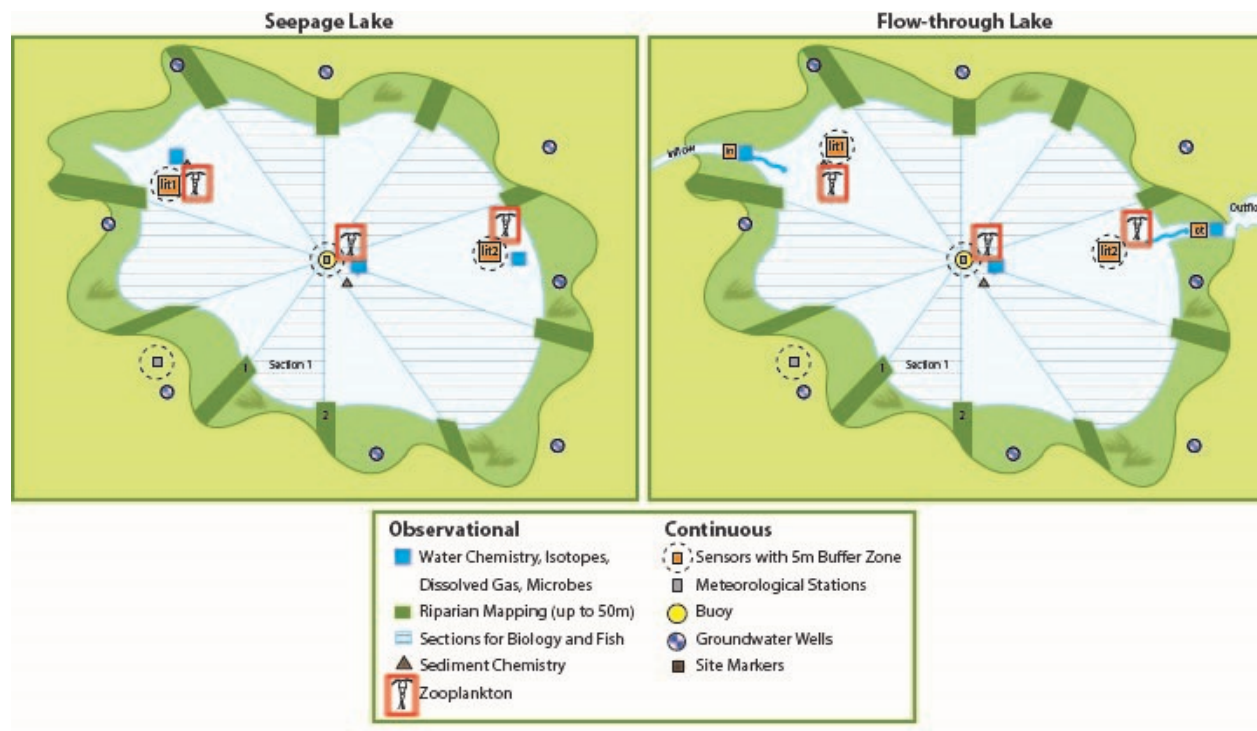 Seepage Lake
Flow-through Lake
lit1
lit2
Section 1
1
2
Inflow
in
lit1
lit2
ot
Section 1
1
2
Observational
Water Chemistry, Isotopes,
Dissolved Gas, Microbes
Riparian Mapping (up to 50m)
Sections for Biology and Fish
Sediment Chemistry
Zooplankton
Continuous
Sensors with 5m Buffer Zone
Meteorological Stations
Buoy
Groundwater Wells
Site Markers